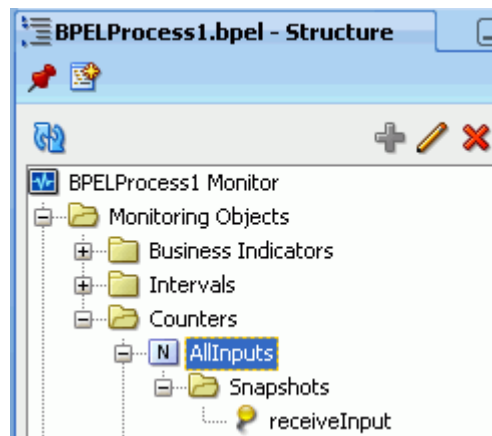 BPELProcess1.bpel - Structure
BPELProcess1 Monitor
Monitoring Objects
Business Indicators
Intervals
Counters
N AllInputs
Snapshots
receiveInput